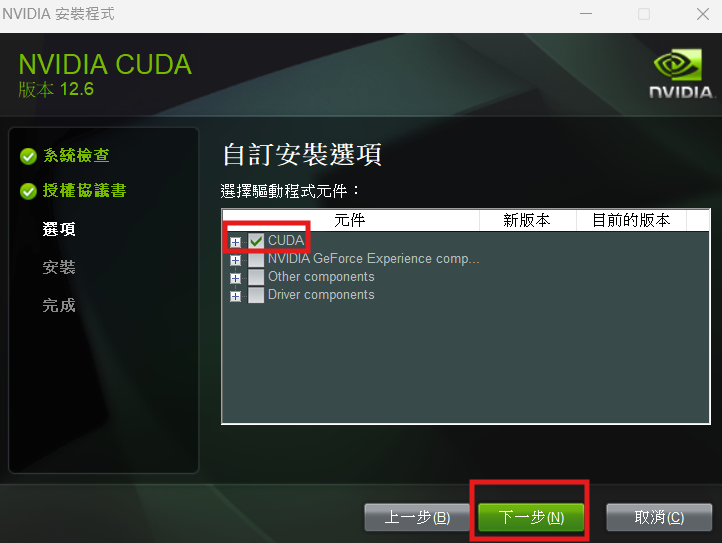 NVIDIA 安裝程式
NVIDIA CUDA
版本 12.6
NVIDIA.
系統檢查
授權協議書
選項
安裝
完成
自訂安裝選項
選擇驅動程式元件：
元件 新版本 目前的版本
CUDA
NVIDIA GeForce Experience comp...
Other components
Driver components
上一步(B) 下一步(N) 取消(C)